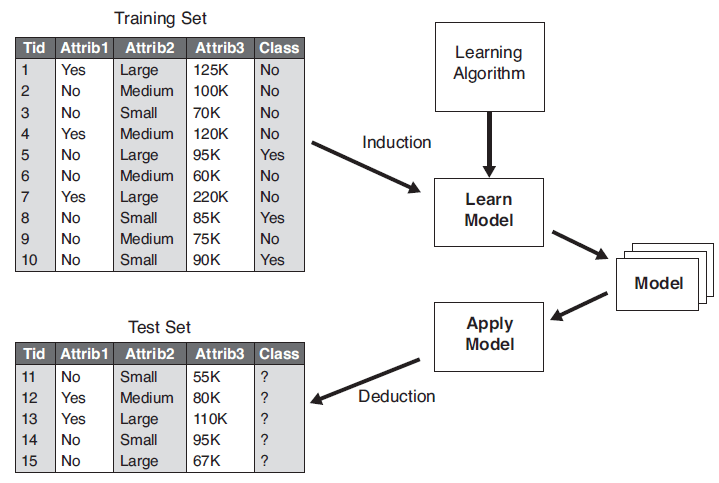 Training Set
Tid Attrib1 Attrib2 Attrib3 Class
1 Yes Large 125K No
2 No Medium 100K No
3 No Small 70K No
4 Yes Medium 120K No
5 No Large 95K Yes
6 No Medium 60K No
7 Yes Large 220K No
8 No Small 85K Yes
9 No Medium 75K No
10 No Small 90K Yes
Learning
Algorithm
Induction
Learn
Model
Model
Apply
Model
Deduction
Test Set
Tid Attrib1 Attrib2 Attrib3 Class
11 No Small 55K ?
12 Yes Medium 80K ?
13 Yes Large 110K ?
14 No Small 95K ?
15 No Large 67K ?